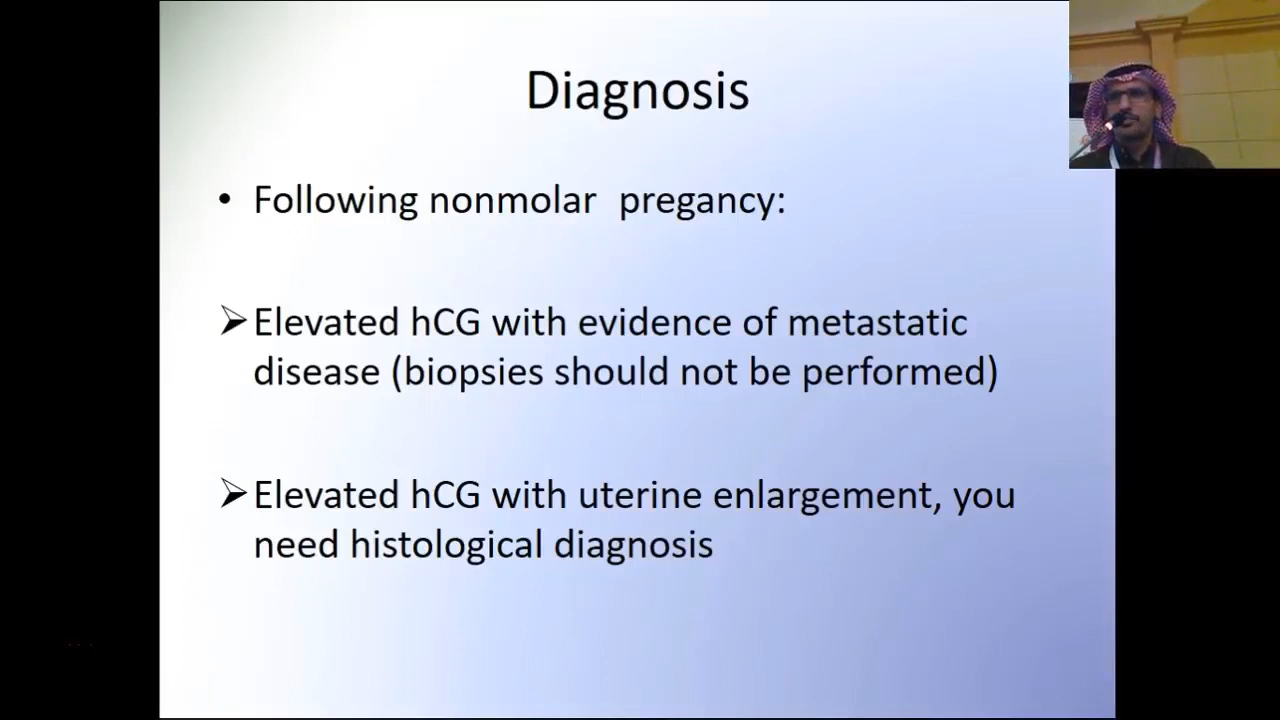 Diagnosis
• Following nonmolar pregancy:
➢ Elevated hCG with evidence of metastatic
disease (biopsies should not be performed)
➢ Elevated hCG with uterine enlargement, you
need histological diagnosis